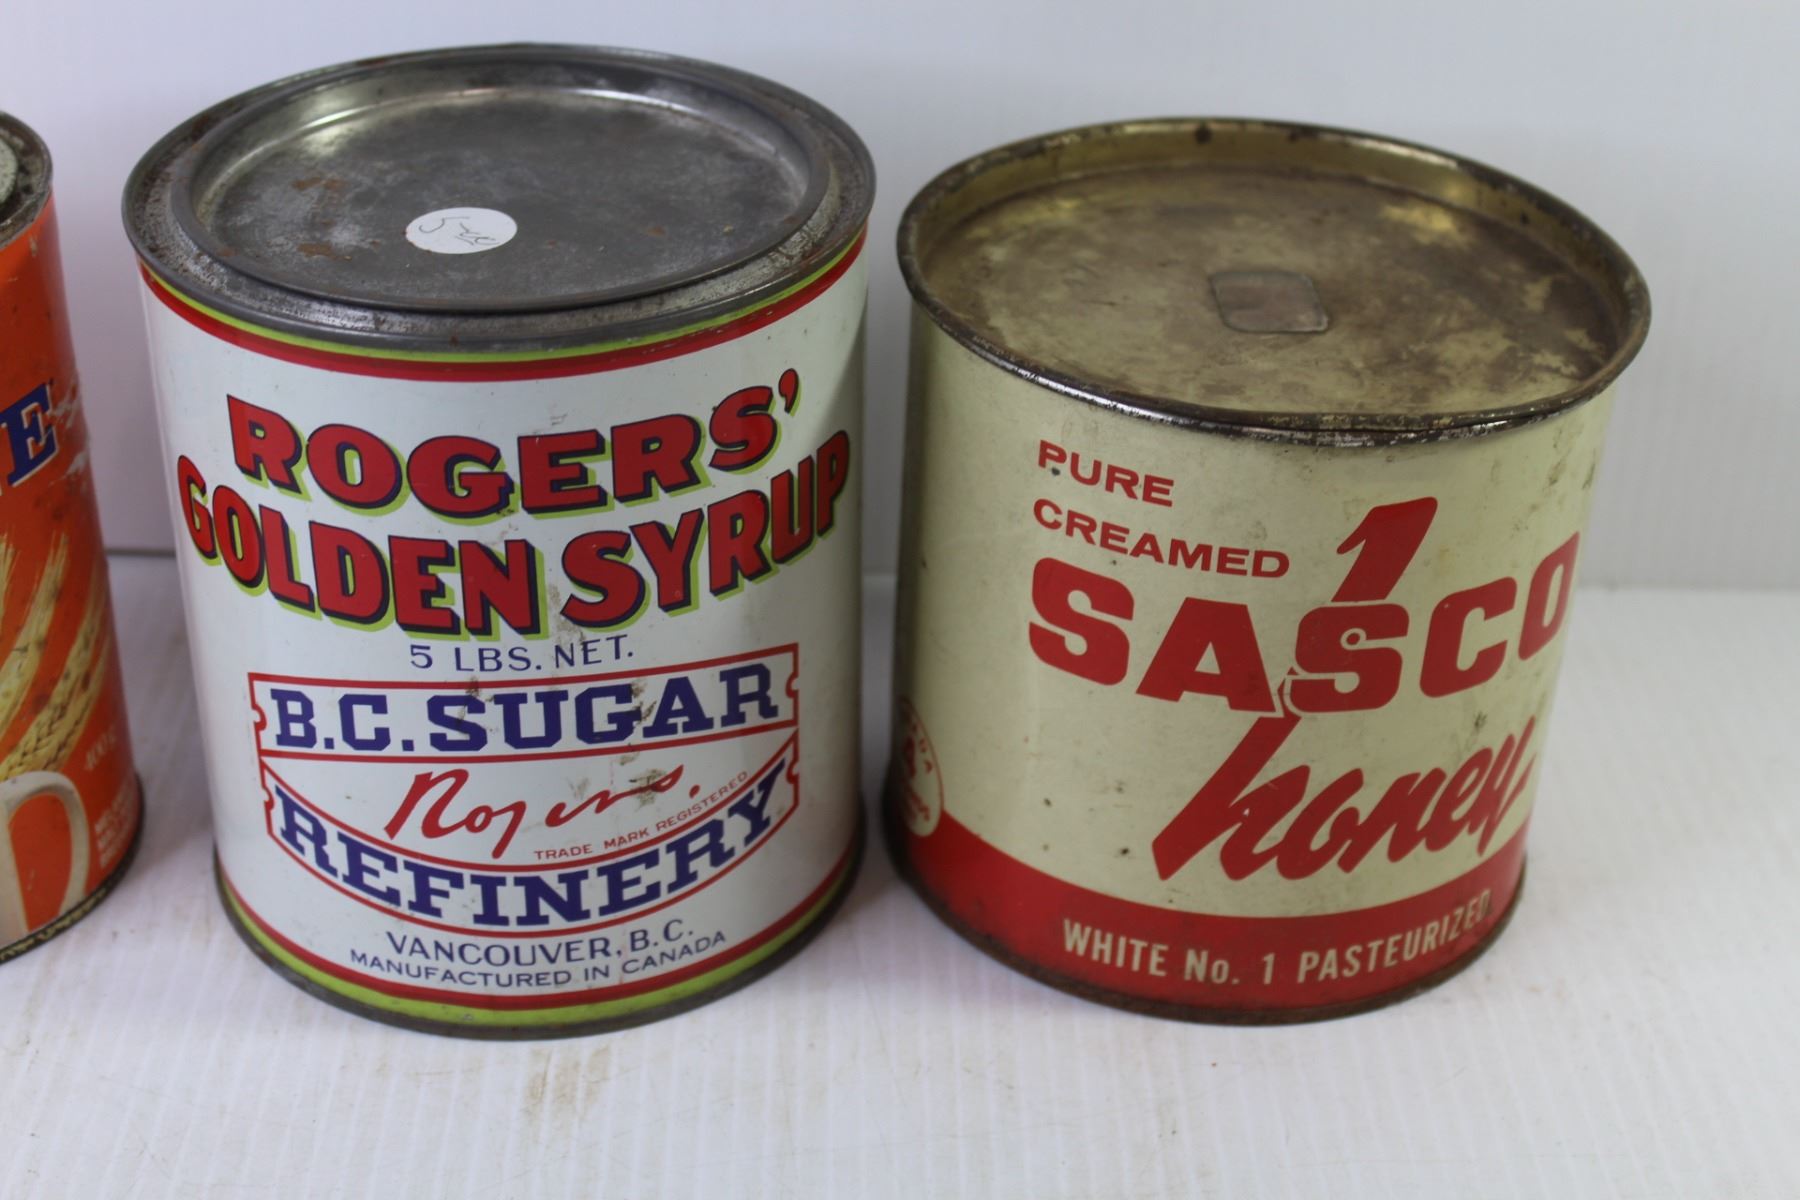 E
400g
ROGERS'
GOLDEN SYRUP
5 LBS. NET.
B.C. SUGAR
Rogers.
TRADE MARK REGISTERED
REFINERY
VANCOUVER, B.C.
MANUFACTURED IN CANADA
PURE
CREAMED
1
SASCO
honey
WHITE No. 1 PASTEURIZED